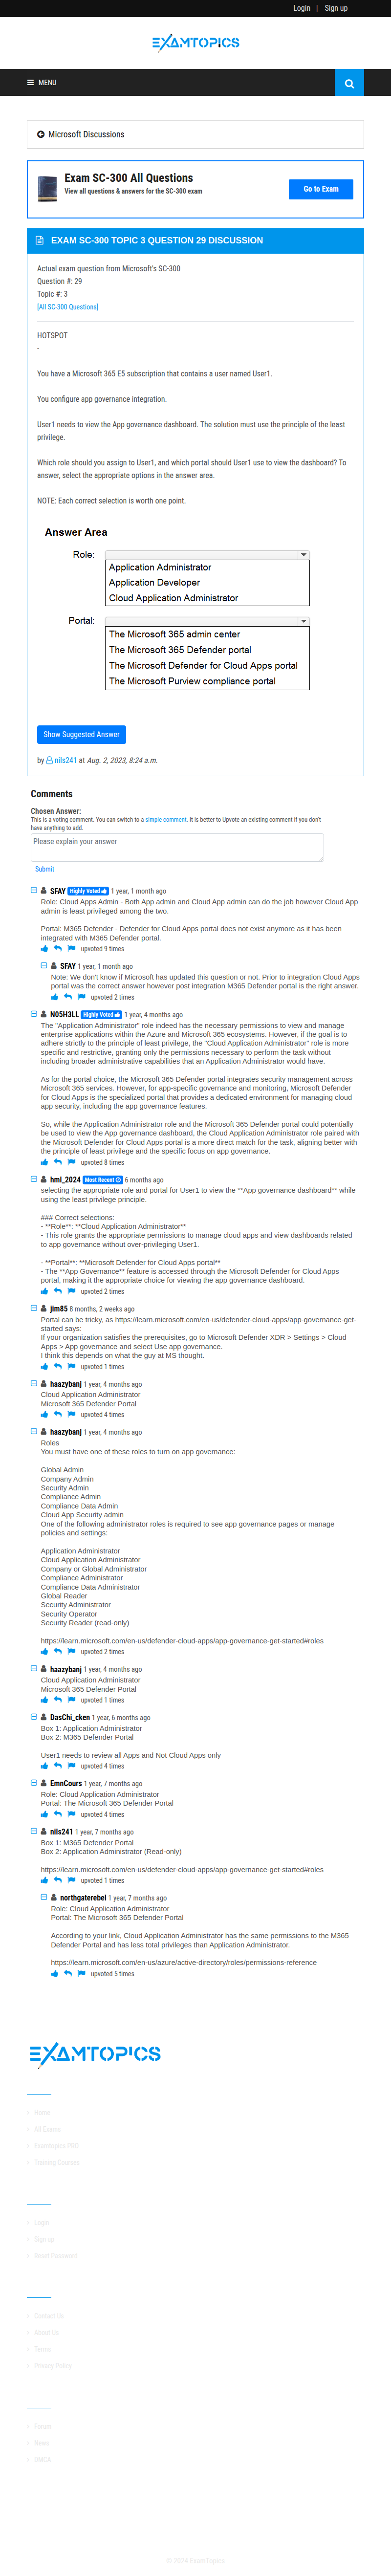 Login | Sign up
EXAMTOPICS
MENU
Microsoft Discussions
Exam SC-300 All Questions
View all questions & answers for the SC-300 exam
Go to Exam
EXAM SC-300 TOPIC 3 QUESTION 29 DISCUSSION
Actual exam question from Microsoft's SC-300
Question #: 29
Topic #: 3
[All SC-300 Questions]
HOTSPOT
-
You have a Microsoft 365 E5 subscription that contains a user named User1.
You configure app governance integration.
User1 needs to view the App governance dashboard. The solution must use the principle of the least
privilege.
Which role should you assign to User1, and which portal should User1 use to view the dashboard? To
answer, select the appropriate options in the answer area.
NOTE: Each correct selection is worth one point.
Answer Area
Role:
Application Administrator
Application Developer
Cloud Application Administrator
Portal:
The Microsoft 365 admin center
The Microsoft 365 Defender portal
The Microsoft Defender for Cloud Apps portal
The Microsoft Purview compliance portal
Show Suggested Answer
by nils241 at Aug. 2, 2023, 8:24 a.m.
Comments
Chosen Answer:
This is a voting comment. You can switch to a simple comment. It is better to Upvote an existing comment if you don't
have anything to add.
Please explain your answer
Submit
SFAY Highly Voted 1 year, 1 month ago
Role: Cloud Apps Admin - Both App admin and Cloud App admin can do the job however Cloud App
admin is least privileged among the two.
Portal: M365 Defender - Defender for Cloud Apps portal does not exist anymore as it has been
integrated with M365 Defender portal.
upvoted 9 times
SFAY 1 year, 1 month ago
Note: We don't know if Microsoft has updated this question or not. Prior to integration Cloud Apps
portal was the correct answer however post integration M365 Defender portal is the right answer.
upvoted 2 times
N05H3LL Highly Voted 1 year, 4 months ago
The "Application Administrator" role indeed has the necessary permissions to view and manage
enterprise applications within the Azure and Microsoft 365 ecosystems. However, if the goal is to
adhere strictly to the principle of least privilege, the "Cloud Application Administrator" role is more
specific and restrictive, granting only the permissions necessary to perform the task without
including broader administrative capabilities that an Application Administrator would have.
As for the portal choice, the Microsoft 365 Defender portal integrates security management across
Microsoft 365 services. However, for app-specific governance and monitoring, Microsoft Defender
for Cloud Apps is the specialized portal that provides a dedicated environment for managing cloud
app security, including the app governance features.
So, while the Application Administrator role and the Microsoft 365 Defender portal could potentially
be used to view the App governance dashboard, the Cloud Application Administrator role paired with
the Microsoft Defender for Cloud Apps portal is a more direct match for the task, aligning better with
the principle of least privilege and the specific focus on app governance.
upvoted 8 times
hml_2024 Most Recent 6 months ago
selecting the appropriate role and portal for User1 to view the **App governance dashboard** while
using the least privilege principle.
### Correct selections:
- **Role**: **Cloud Application Administrator**
- This role grants the appropriate permissions to manage cloud apps and view dashboards related
to app governance without over-privileging User1.
- **Portal**: **Microsoft Defender for Cloud Apps portal**
- The **App Governance** feature is accessed through the Microsoft Defender for Cloud Apps
portal, making it the appropriate choice for viewing the app governance dashboard.
upvoted 2 times
jim85 8 months, 2 weeks ago
Portal can be tricky, as https://learn.microsoft.com/en-us/defender-cloud-apps/app-governance-get-
started says:
If your organization satisfies the prerequisites, go to Microsoft Defender XDR > Settings > Cloud
Apps > App governance and select Use app governance.
I think this depends on what the guy at MS thought.
upvoted 1 times
haazybanj 1 year, 4 months ago
Cloud Application Administrator
Microsoft 365 Defender Portal
upvoted 4 times
haazybanj 1 year, 4 months ago
Roles
You must have one of these roles to turn on app governance:
Global Admin
Company Admin
Security Admin
Compliance Admin
Compliance Data Admin
Cloud App Security admin
One of the following administrator roles is required to see app governance pages or manage
policies and settings:
Application Administrator
Cloud Application Administrator
Company or Global Administrator
Compliance Administrator
Compliance Data Administrator
Global Reader
Security Administrator
Security Operator
Security Reader (read-only)
https://learn.microsoft.com/en-us/defender-cloud-apps/app-governance-get-started#roles
upvoted 2 times
haazybanj 1 year, 4 months ago
Cloud Application Administrator
Microsoft 365 Defender Portal
upvoted 1 times
DasChi_cken 1 year, 6 months ago
Box 1: Application Administrator
Box 2: M365 Defender Portal
User1 needs to review all Apps and Not Cloud Apps only
upvoted 4 times
EmnCours 1 year, 7 months ago
Role: Cloud Application Administrator
Portal: The Microsoft 365 Defender Portal
upvoted 4 times
nils241 1 year, 7 months ago
Box 1: M365 Defender Portal
Box 2: Application Administrator (Read-only)
https://learn.microsoft.com/en-us/defender-cloud-apps/app-governance-get-started#roles
upvoted 1 times
northgaterebel 1 year, 7 months ago
Role: Cloud Application Administrator
Portal: The Microsoft 365 Defender Portal
According to your link, Cloud Application Administrator has the same permissions to the M365
Defender Portal and has less total privileges than Application Administrator.
https://learn.microsoft.com/en-us/azure/active-directory/roles/permissions-reference
upvoted 5 times
EXAMTOPICS
Home
All Exams
Examtopics PRO
Training Courses
Login
Sign up
Reset Password
Contact Us
About Us
Terms
Privacy Policy
Forum
News
DMCA